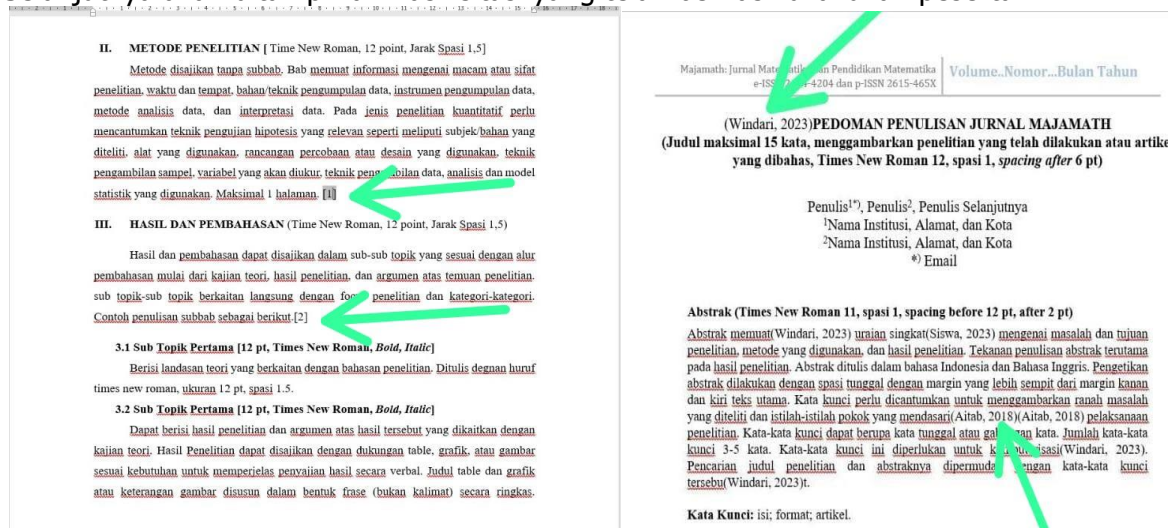 II. METODE PENELITIAN [ Time New Roman, 12 point, Jarak Spasi 1,5]
Metode disajikan tanpa subbab. Bab memuat informasi mengenai macam atau sifat
penelitian, waktu dan tempat, bahan/teknik pengumpulan data, instrumen pengumpulan data,
metode analisis data, dan interpretasi data. Pada jenis penelitian kuantitatif perlu
mencantumkan teknik pengujian hipotesis yang relevan seperti meliputi subjek/bahan yang
diteliti, alat yang digunakan, rancangan percobaan atau desain yang digunakan, teknik
pengambilan sampel, variabel yang akan diukur, teknik pengambilan data, analisis dan model
statistik yang digunakan. Maksimal 1 halaman. [1]
III. HASIL DAN PEMBAHASAN (Time New Roman, 12 point, Jarak Spasi 1,5)
Hasil dan pembahasan dapat disajikan dalam sub-sub topik yang sesuai dengan alur
pembahasan mulai dari kajian teori, hasil penelitian, dan argumen atas temuan penelitian.
sub topik-sub topik berkaitan langsung dengan penelitian dan kategori-kategori.
Contoh penulisan subbab sebagai berikut.[2]
3.1 Sub Topik Pertama [12 pt, Times New Roman, Bold, Italic]
Berisi landasan teori yang berkaitan dengan bahasan penelitian. Ditulis degnan huruf
times new roman, ukuran 12 pt, spasi 1.5.
3.2 Sub Topik Pertama [12 pt, Times New Roman, Bold, Italic]
Dapat berisi hasil penelitian dan argumen atas hasil tersebut yang dikaitkan dengan
kajian teori. Hasil Penelitian dapat disajikan dengan dukungan table, grafik, atau gambar
sesuai kebutuhan untuk memperjelas penyajian hasil secara verbal. Judul table dan grafik
atau keterangan gambar disusun dalam bentuk frase (bukan kalimat) secara ringkas.
Majamath: Jurnal Matematika dan Pendidikan Matematika
e-ISSN 4204 dan p-ISSN 2615-465X
Volume..Nomor...Bulan Tahun
(Windari, 2023)PEDOMAN PENULISAN JURNAL MAJAMATH
(Judul maksimal 15 kata, menggambarkan penelitian yang telah dilakukan atau artike
yang dibahas, Times New Roman 12, spasi 1, spacing after 6 pt)
Penulis1*), Penulis2, Penulis Selanjutnya
1Nama Institusi, Alamat, dan Kota
2Nama Institusi, Alamat, dan Kota
*) Email
Abstrak (Times New Roman 11, spasi 1, spacing before 12 pt, after 2 pt)
Abstrak memuat(Windari, 2023) uraian singkat(Siswa, 2023) mengenai masalah dan tujuan
penelitian, metode yang digunakan, dan hasil penelitian. Tekanan penulisan abstrak terutama
pada hasil penelitian. Abstrak ditulis dalam bahasa Indonesia dan Bahasa Inggris. Pengetikan
abstrak dilakukan dengan spasi tunggal dengan margin yang lebih sempit dari margin kanan
dan kiri teks utama. Kata kunci perlu dicantumkan untuk menggambarkan ranah masalah
yang diteliti dan istilah-istilah pokok yang mendasari(Aitab, 2018)(Aitab, 2018) pelaksanaan
penelitian. Kata-kata kunci dapat berupa kata tunggal atau gabungan kata. Jumlah kata-kata
kunci 3-5 kata. Kata-kata kunci ini diperlukan untuk (Windari, 2023).
Pencarian judul penelitian dan abstraknya dipermudah dengan kata-kata kunci
tersebu(Windari, 2023)t.
Kata Kunci: isi; format; artikel.